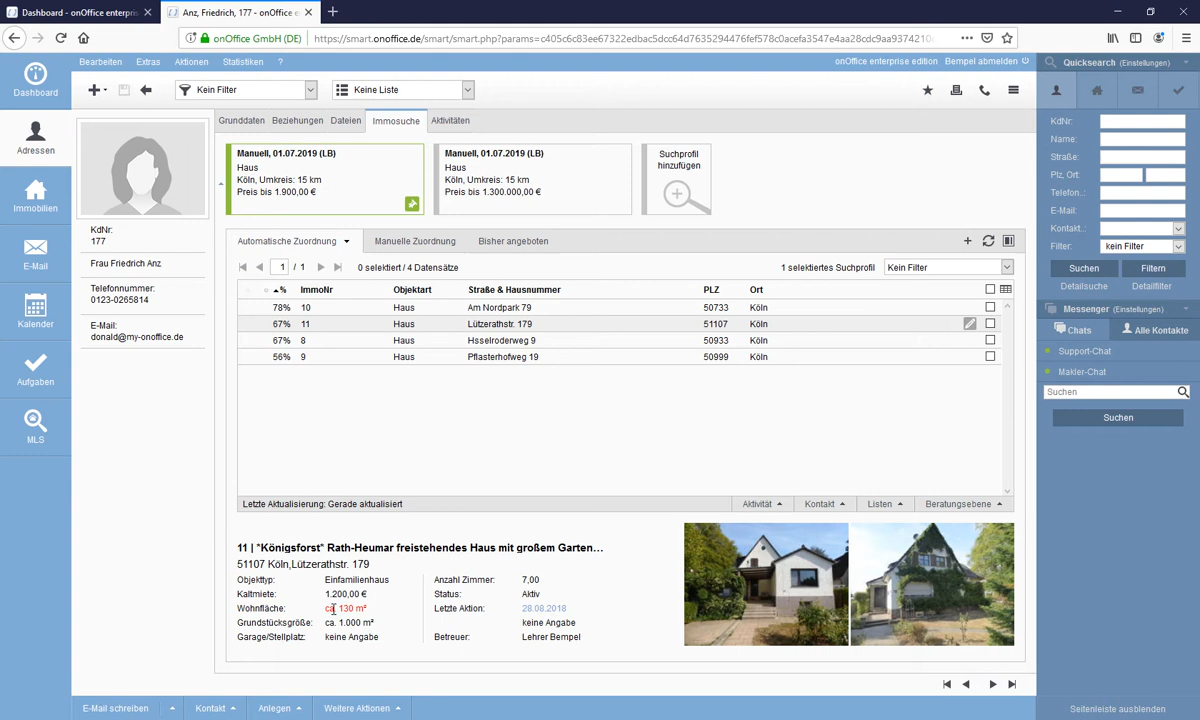 Dashboard - onOffice enterpris
Anz, Friedrich, 177 - onOffice e
onOffice GmbH (DE)
https://smart.onoffice.de/smart/smart.php?params=c405c6c83ee67322edbac5dcc64d7635294476fef578c0acefa3547e4aa28cdc9aa937421
Bearbeiten Extras Aktionen Statistiken ?
onOffice enterprise edition Bempel abmelden
Quicksearch (Einstellungen)
Dashboard
Adressen
Immobilien
E-Mail
Kalender
Aufgaben
MLS
Kein Filter
Keine Liste
KdNr:
177
Frau Friedrich Anz
Telefonnummer:
0123-0265814
E-Mail:
donald@my-onoffice.de
Grunddaten Beziehungen Dateien Immosuche Aktivitäten
Manuell, 01.07.2019 (LB)
Haus
Köln, Umkreis: 15 km
Preis bis 1.900,00 €
Manuell, 01.07.2019 (LB)
Haus
Köln, Umkreis: 15 km
Preis bis 1.300.000,00 €
Suchprofil
hinzufügen
Automatische Zuordnung Manuelle Zuordnung Bisher angeboten
1 / 1 0 selektiert / 4 Datensätze
1 selektiertes Suchprofil Kein Filter
% ImmoNr Objektart Straße & Hausnummer PLZ Ort
78% 10 Haus Am Nordpark 79 50733 Köln
67% 11 Haus Lützerathstr. 179 51107 Köln
67% 8 Haus Hsselroderweg 9 50933 Köln
56% 9 Haus Pflasterhofweg 19 50999 Köln
Letzte Aktualisierung: Gerade aktualisiert
Aktivität Kontakt Listen Beratungsebene
11 | "Königsforst" Rath-Heumar freistehendes Haus mit großem Garten...
51107 Köln,Lützerathstr. 179
Objekttyp: Einfamilienhaus
Kaltmiete: 1.200,00 €
Wohnfläche: ca. 130 m²
Grundstücksgröße: ca. 1.000 m²
Garage/Stellplatz: keine Angabe
Anzahl Zimmer: 7,00
Status: Aktiv
Letzte Aktion: 28.08.2018
keine Angabe
Betreuer: Lehrer Bempel
KdNr:
Name:
Straße:
Plz, Ort:
Telefon..:
E-Mail:
Kontakt.:
Filter: kein Filter
Suchen Filtern
Detailsuche Detailfilter
Messenger (Einstellungen)
Chats Alle Kontakte
Support-Chat
Makler-Chat
Suchen
Suchen
E-Mail schreiben Kontakt Anlegen Weitere Aktionen
Seitenleiste ausblenden